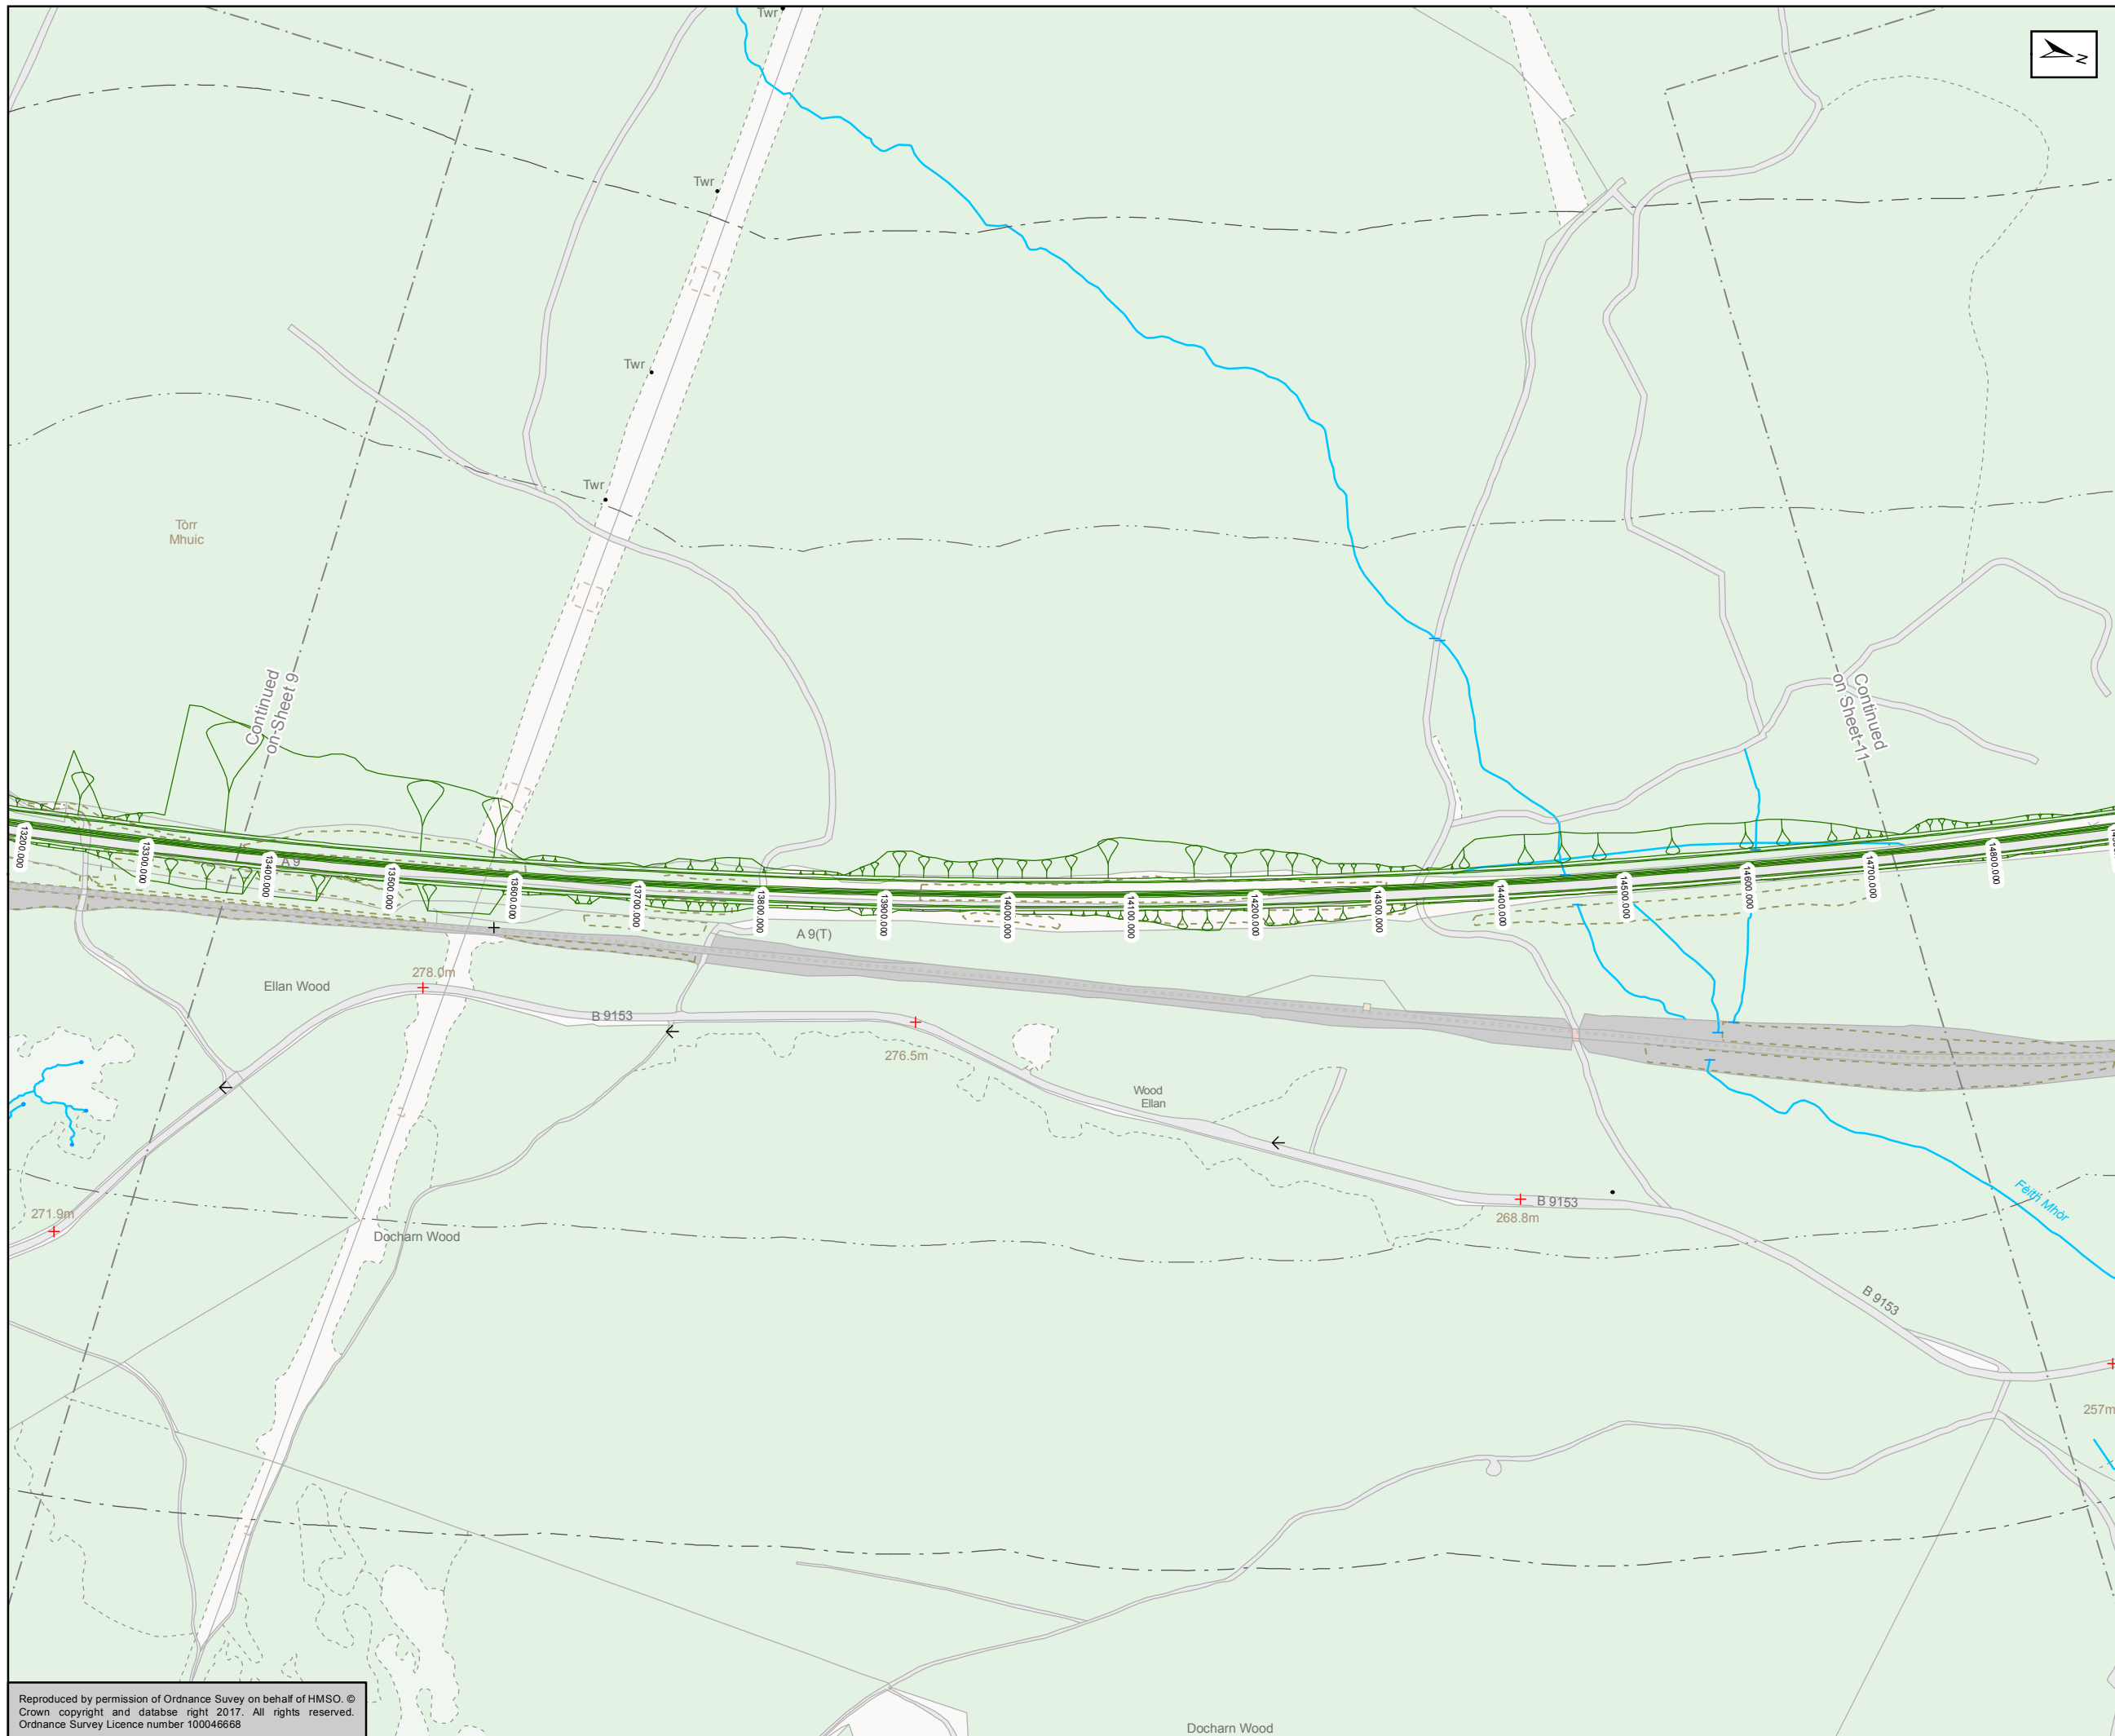 Twr
N
Twr
Twr
Twr
Tòrr
Mhuic
Continued
on Sheet 9
Continued
on Sheet 11
A 9
13200.000
13300.000
13400.000
13500.000
13600.000
13700.000
13800.000
13900.000
14000.000
14100.000
14200.000
14300.000
14400.000
14500.000
14600.000
14700.000
14800.000
A 9(T)
278.0m
Ellan Wood
B 9153
276.5m
Wood
Ellan
271.9m
Docharn Wood
B 9153
268.8m
Féith Mhór
B 9153
257m
Docharn Wood
Reproduced by permission of Ordnance Suvey on behalf of HMSO. ©
Crown copyright and databse right 2017. All rights reserved.
Ordnance Survey Licence number 100046668